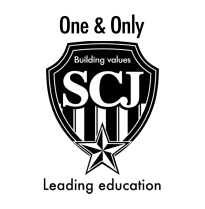 One & Only
Building values
SCJ
Leading education